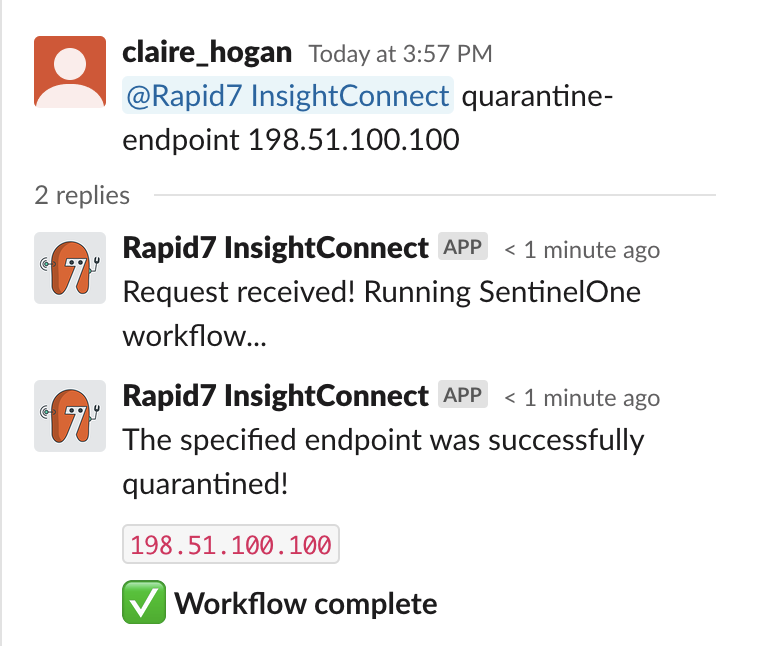 claire_hogan Today at 3:57 PM
@Rapid7 InsightConnect quarantine-
endpoint 198.51.100.100
2 replies
Rapid7 InsightConnect APP < 1 minute ago
Request received! Running SentinelOne
workflow...
Rapid7 InsightConnect APP < 1 minute ago
The specified endpoint was successfully
quarantined!
198.51.100.100
✅ Workflow complete